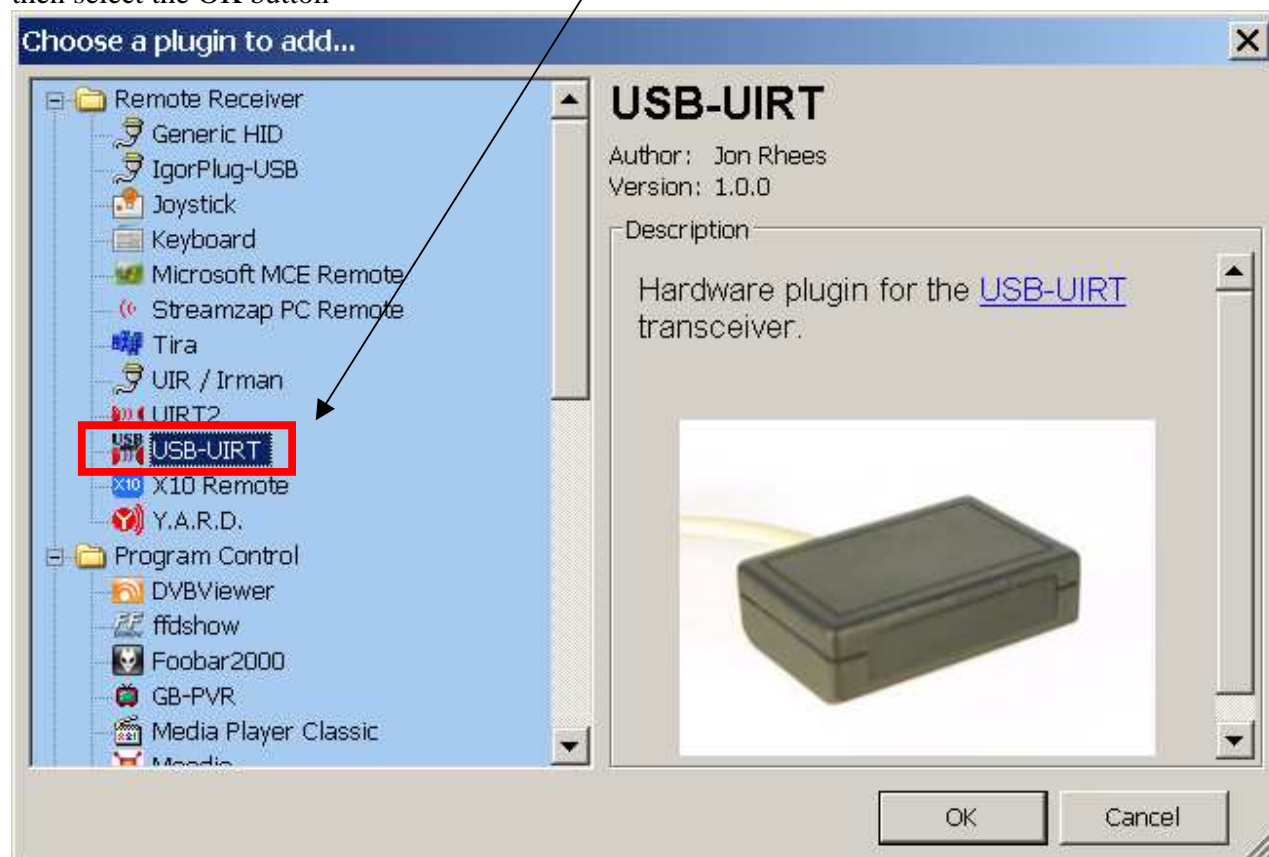 then select the OK button
Choose a plugin to add...
Remote Receiver
Generic HID
IgorPlug-USB
Joystick
Keyboard
Microsoft MCE Remote
Streamzap PC Remote
Tira
UIR / Irman
UIRT2
USB-UIRT
X10 Remote
Y.A.R.D.
Program Control
DVBViewer
ffdshow
Foobar2000
GB-PVR
Media Player Classic
USB-UIRT
Author: Jon Rhees
Version: 1.0.0
Description
Hardware plugin for the USB-UIRT
transceiver.
OK Cancel